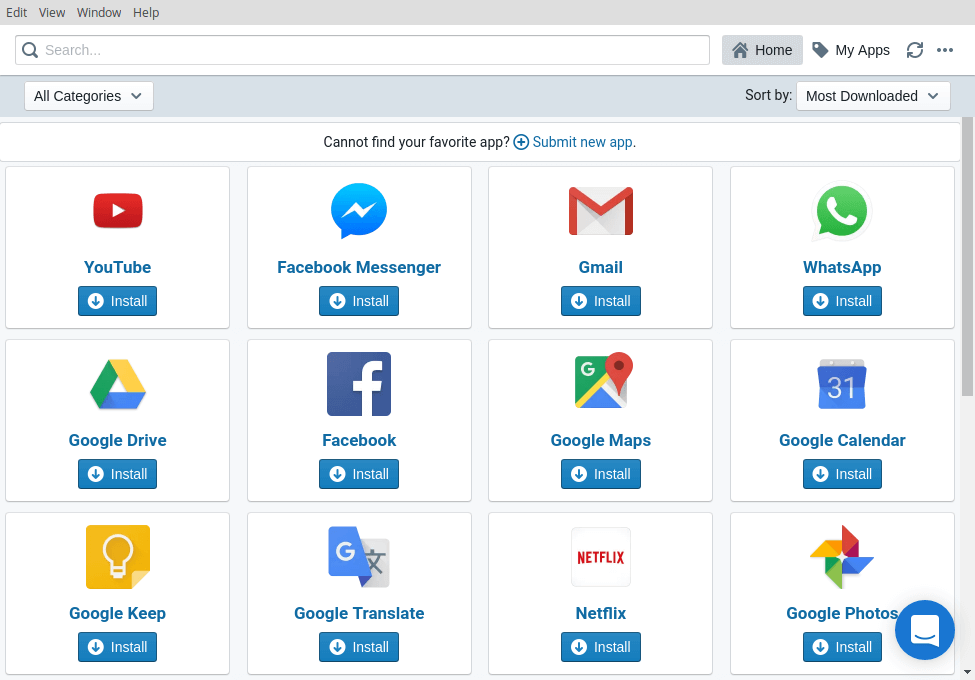 Edit View Window Help
Search...
Home
My Apps
All Categories
Sort by: Most Downloaded
Cannot find your favorite app? Submit new app.
YouTube
Install
Facebook Messenger
Install
Gmail
Install
WhatsApp
Install
Google Drive
Install
Facebook
Install
G
Google Maps
Install
31
Google Calendar
Install
Google Keep
Install
G 文
Google Translate
Install
NETFLIX
Netflix
Install
Google Photos
Install